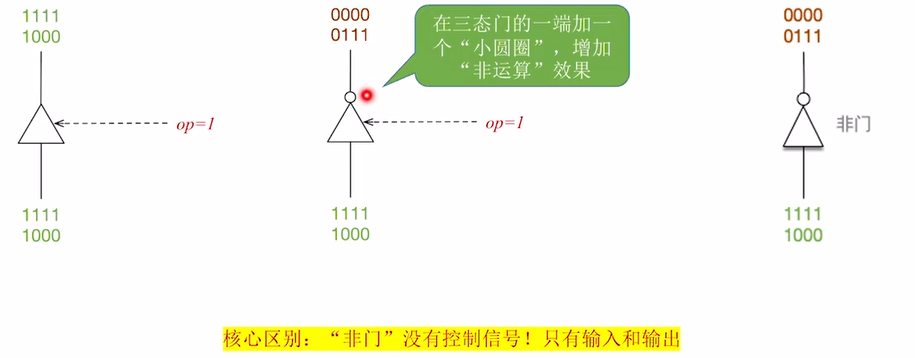 1111
1000
op=1
1111
1000
0000
0111
在三态门的一端加一
个“小圆圈”，增加
“非运算”效果
op=1
1111
1000
0000
0111
非门
1111
1000
核心区别：“非门”没有控制信号！只有输入和输出